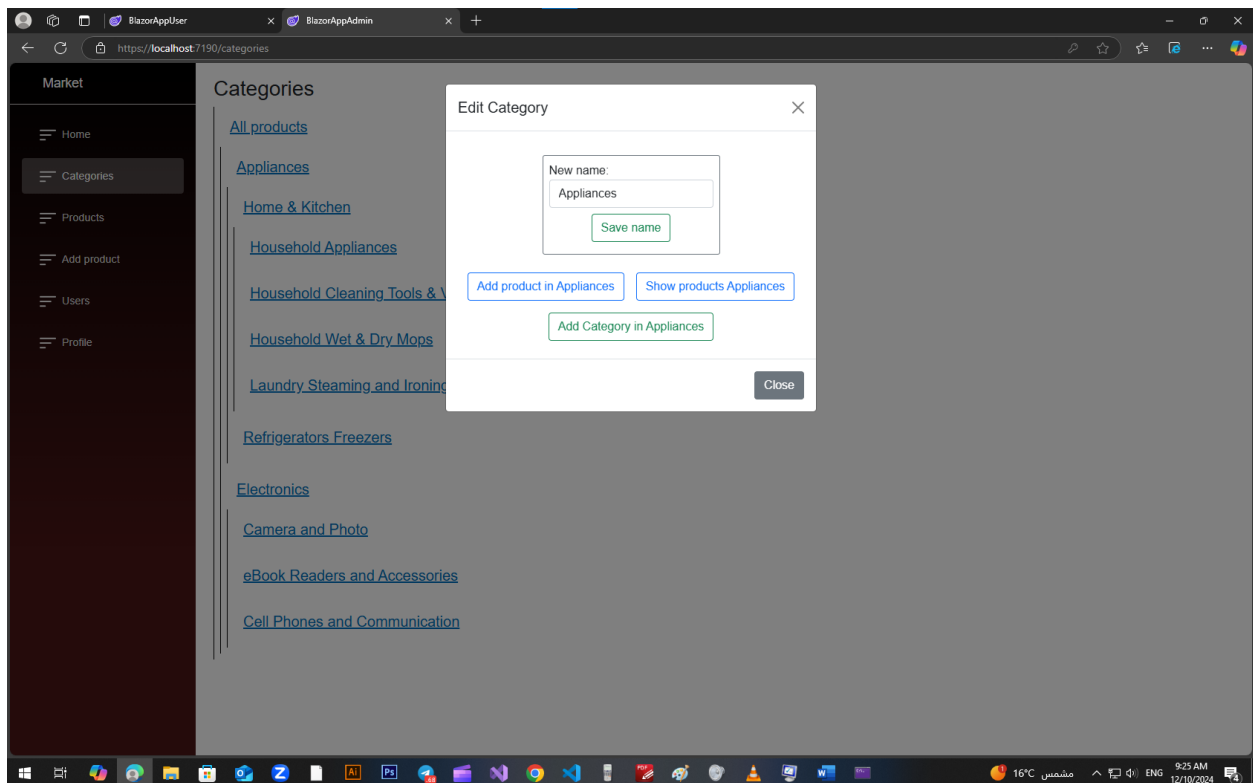 BlazorAppUser
BlazorAppAdmin
https://localhost:7190/categories
Market
Home
Categories
Products
Add product
Users
Profile
Categories
All products
Appliances
Home & Kitchen
Household Appliances
Household Cleaning Tools &
Household Wet & Dry Mops
Laundry Steaming and Ironing
Refrigerators Freezers
Electronics
Camera and Photo
eBook Readers and Accessories
Cell Phones and Communication
Edit Category
New name:
Appliances
Save name
Add product in Appliances
Show products Appliances
Add Category in Appliances
Close
Ai
Ps
PDF
16°C مشمس
ENG
9:25 AM
12/10/2024